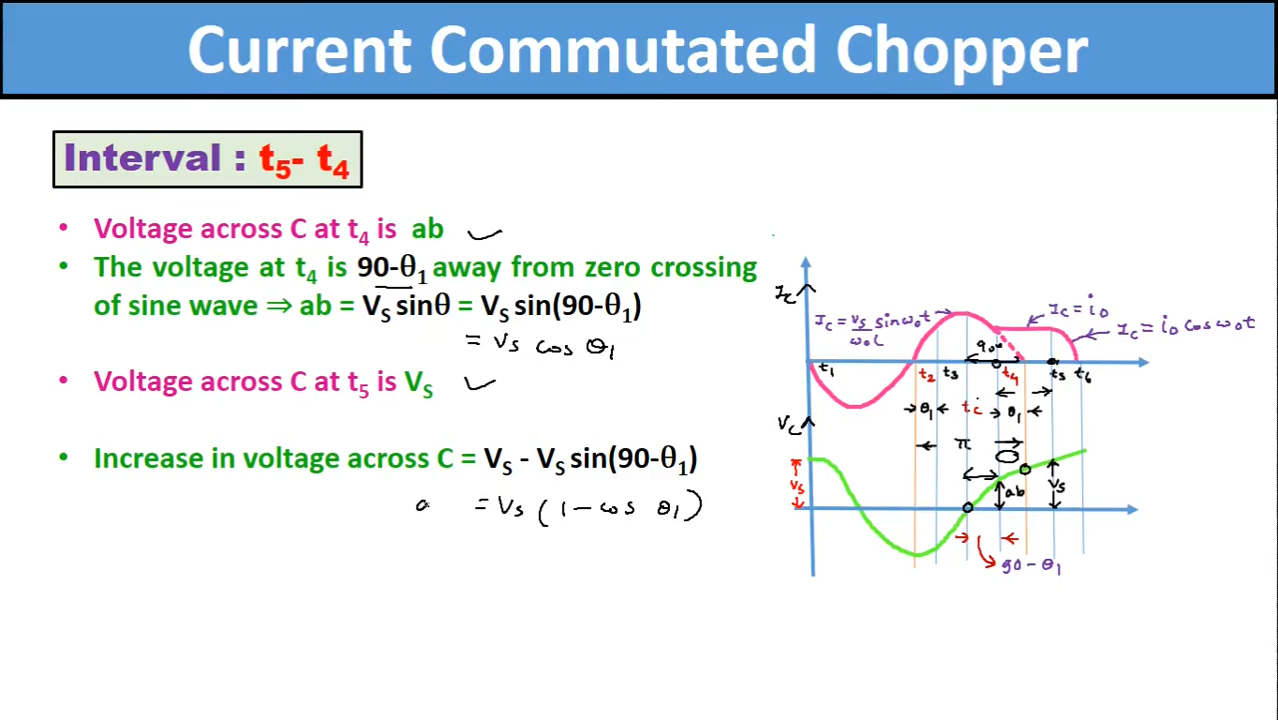 Current Commutated Chopper
Interval : t5- t4
• Voltage across C at t4 is ab
• The voltage at t4 is 90-θ1 away from zero crossing
of sine wave ⇒ ab = VS sinθ = VS sin(90-θ1)
= Vs cos θ1
• Voltage across C at t5 is VS
• Increase in voltage across C = VS - VS sin(90-θ1)
= Vs (1 - cos θ1)
Ic
Ic = Vs/ω0L sin ω0t
Ic = i0
Ic = i0 cos ω0t
90°
t1 t2 t3 t4 t5 t6
θ1 tc θ1
Vc
π
Vs ab Vs
90 - θ1